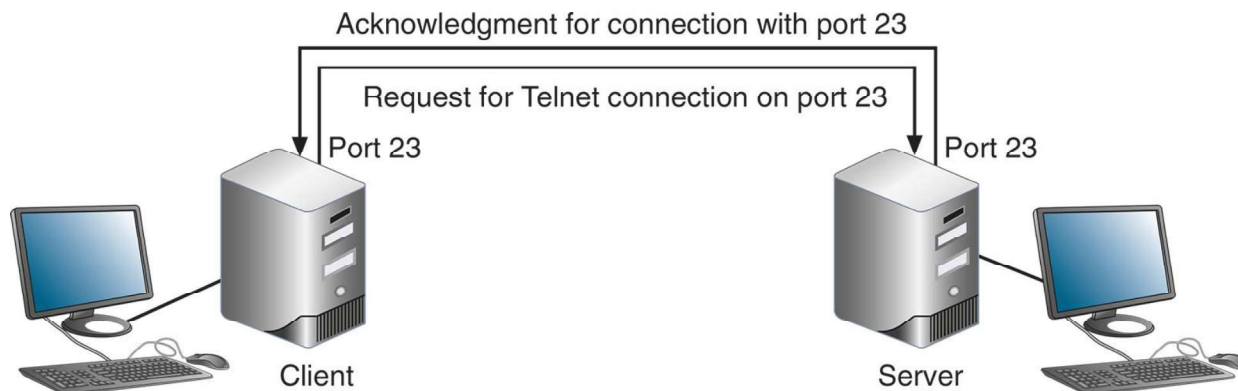 Acknowledgment for connection with port 23
Request for Telnet connection on port 23
Port 23
Port 23
Client
Server